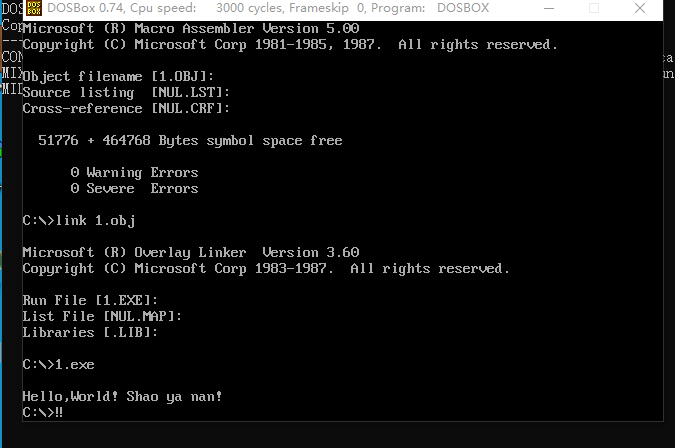 DOSBox 0.74, Cpu speed: 3000 cycles, Frameskip 0, Program: DOSBOX
Microsoft (R) Macro Assembler Version 5.00
Copyright (C) Microsoft Corp 1981-1985, 1987. All rights reserved.
Object filename [1.OBJ]:
Source listing [NUL.LST]:
Cross-reference [NUL.CRF]:
51776 + 464768 Bytes symbol space free
0 Warning Errors
0 Severe Errors
C:\>link 1.obj
Microsoft (R) Overlay Linker Version 3.60
Copyright (C) Microsoft Corp 1983-1987. All rights reserved.
Run File [1.EXE]:
List File [NUL.MAP]:
Libraries [.LIB]:
C:\>1.exe
Hello,World! Shao ya nan!
C:\>‼